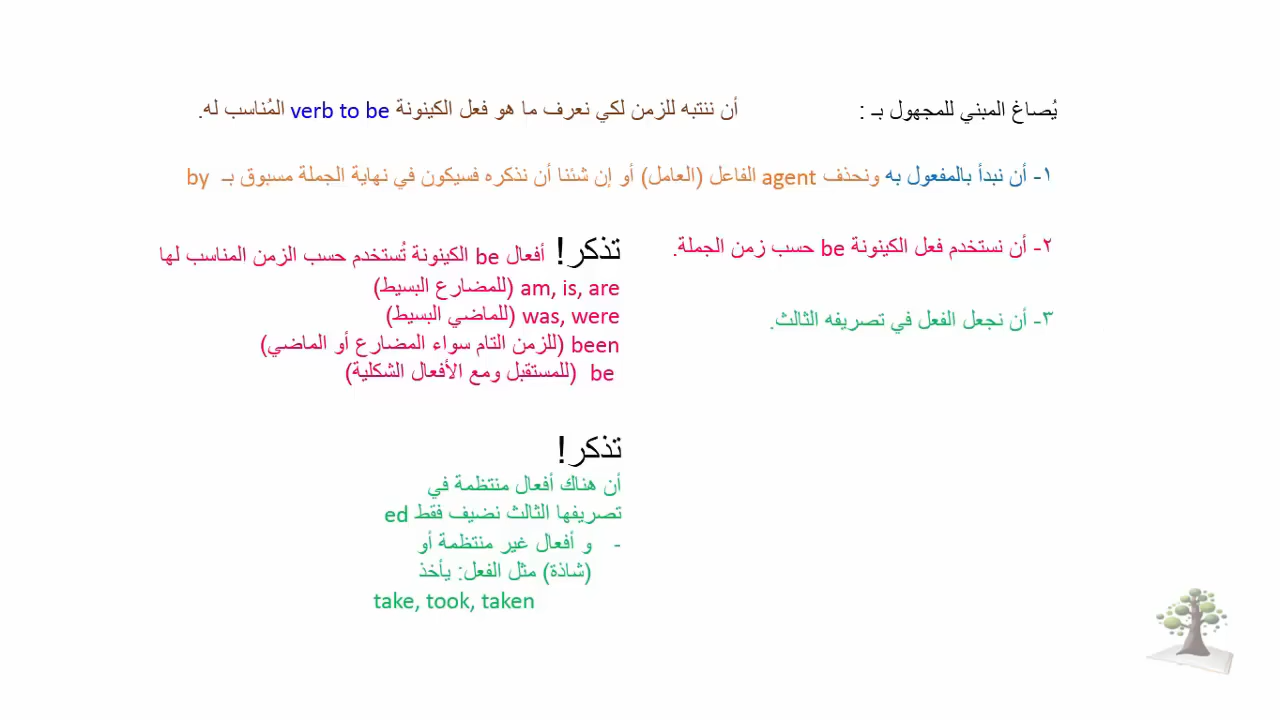 يُصاغ المبني للمجهول بـ :
أن ننتبه للزمن لكي نعرف ما هو فعل الكينونة verb to be المُناسب له.
١- أن نبدأ بالمفعول به ونحذف agent الفاعل (العامل) أو إن شئنا أن نذكره فسيكون في نهاية الجملة مسبوق بـ by
٢- أن نستخدم فعل الكينونة be حسب زمن الجملة.
٣- أن نجعل الفعل في تصريفه الثالث.
تذكر! أفعال be الكينونة تُستخدم حسب الزمن المناسب لها
am, is, are (للمضارع البسيط)
was, were (للماضي البسيط)
been (للزمن التام سواء المضارع أو الماضي)
be (للمستقبل ومع الأفعال الشكلية)
تذكر!
أن هناك أفعال منتظمة في
تصريفها الثالث نضيف فقط ed
- و أفعال غير منتظمة أو
(شاذة) مثل الفعل: يأخذ
take, took, taken